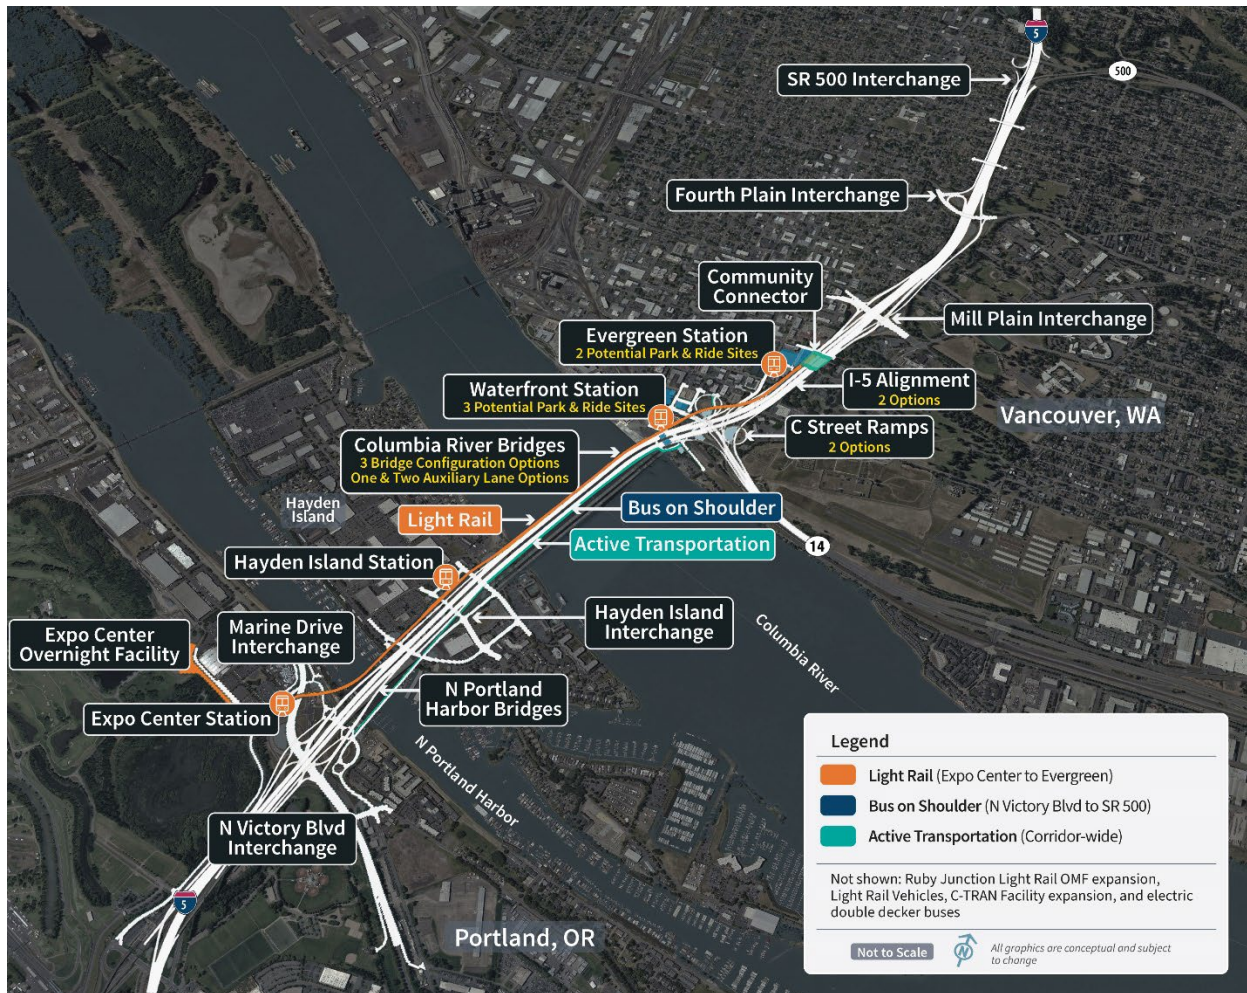 5
500
SR 500 Interchange
Fourth Plain Interchange
Community
Connector
Mill Plain Interchange
Evergreen Station
2 Potential Park & Ride Sites
I-5 Alignment
2 Options
Vancouver, WA
Waterfront Station
3 Potential Park & Ride Sites
C Street Ramps
2 Options
Columbia River Bridges
3 Bridge Configuration Options
One & Two Auxiliary Lane Options
Hayden
Island
Light Rail
Bus on Shoulder
Active Transportation
14
Hayden Island Station
Hayden Island
Interchange
Columbia River
Marine Drive
Interchange
Expo Center
Overnight Facility
N Portland
Harbor Bridges
Expo Center Station
N Portland Harbor
N Victory Blvd
Interchange
5
Portland, OR
Legend
Light Rail (Expo Center to Evergreen)
Bus on Shoulder (N Victory Blvd to SR 500)
Active Transportation (Corridor-wide)
Not shown: Ruby Junction Light Rail OMF expansion,
Light Rail Vehicles, C-TRAN Facility expansion, and electric
double decker buses
Not to Scale
N
All graphics are conceptual and subject
to change